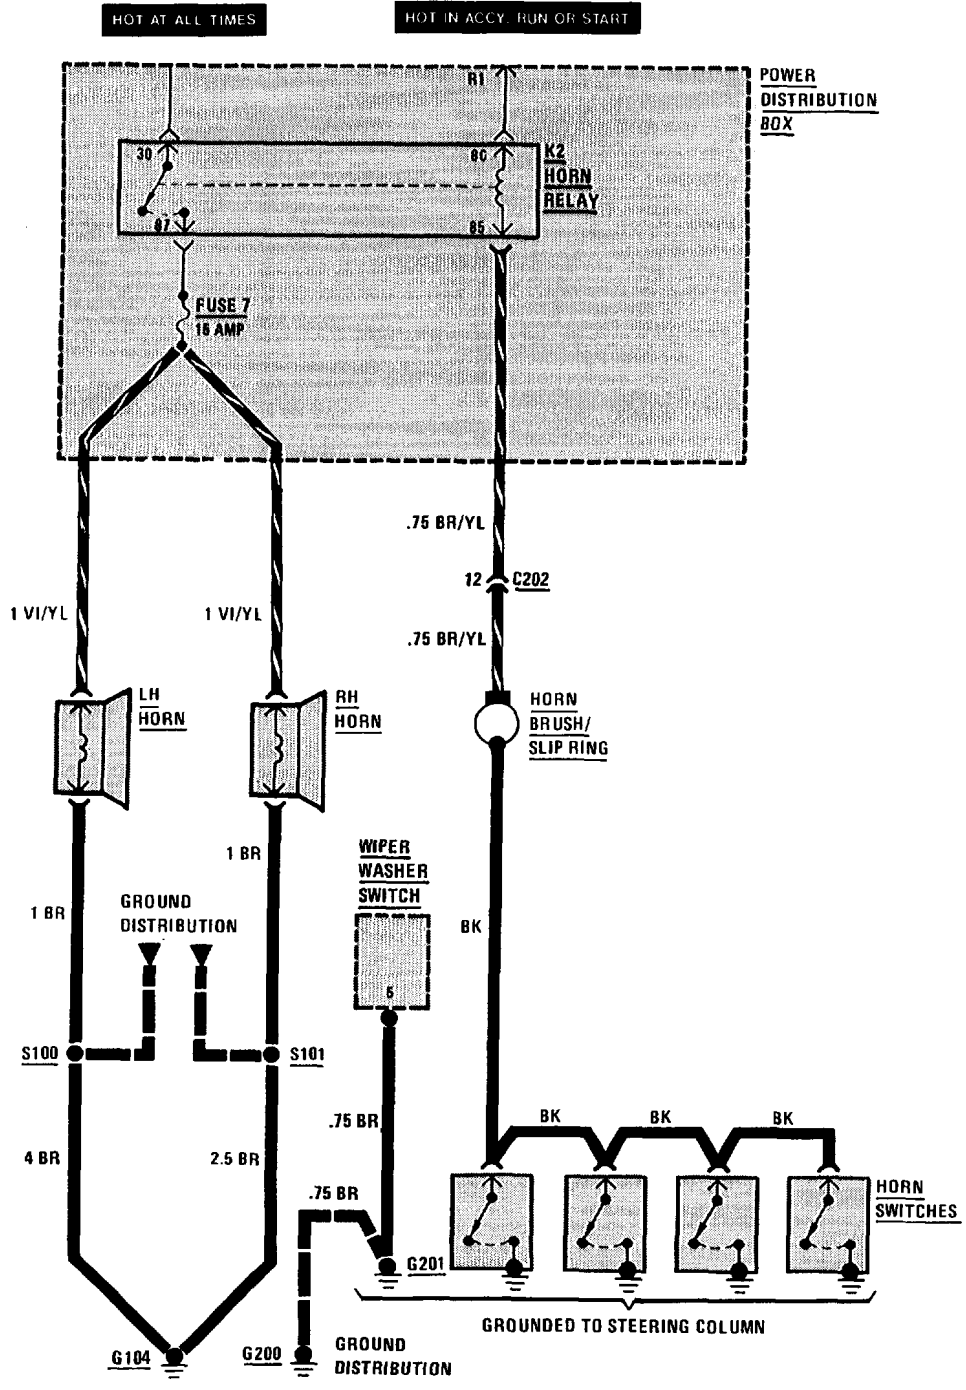 HOT AT ALL TIMES
HOT IN ACCY, RUN OR START
POWER
DISTRIBUTION
BOX
R1
30
80
K2
HORN
RELAY
87
85
FUSE 7
15 AMP
.75 BR/YL
12
C202
1 VI/YL
1 VI/YL
.75 BR/YL
LH
HORN
RH
HORN
HORN
BRUSH/
SLIP RING
1 BR
WIPER
WASHER
SWITCH
1 BR
GROUND
DISTRIBUTION
BK
6
S100
S101
BK
BK
BK
.75 BR
4 BR
2.5 BR
.75 BR
HORN
SWITCHES
G201
GROUNDED TO STEERING COLUMN
G104
G200
GROUND
DISTRIBUTION